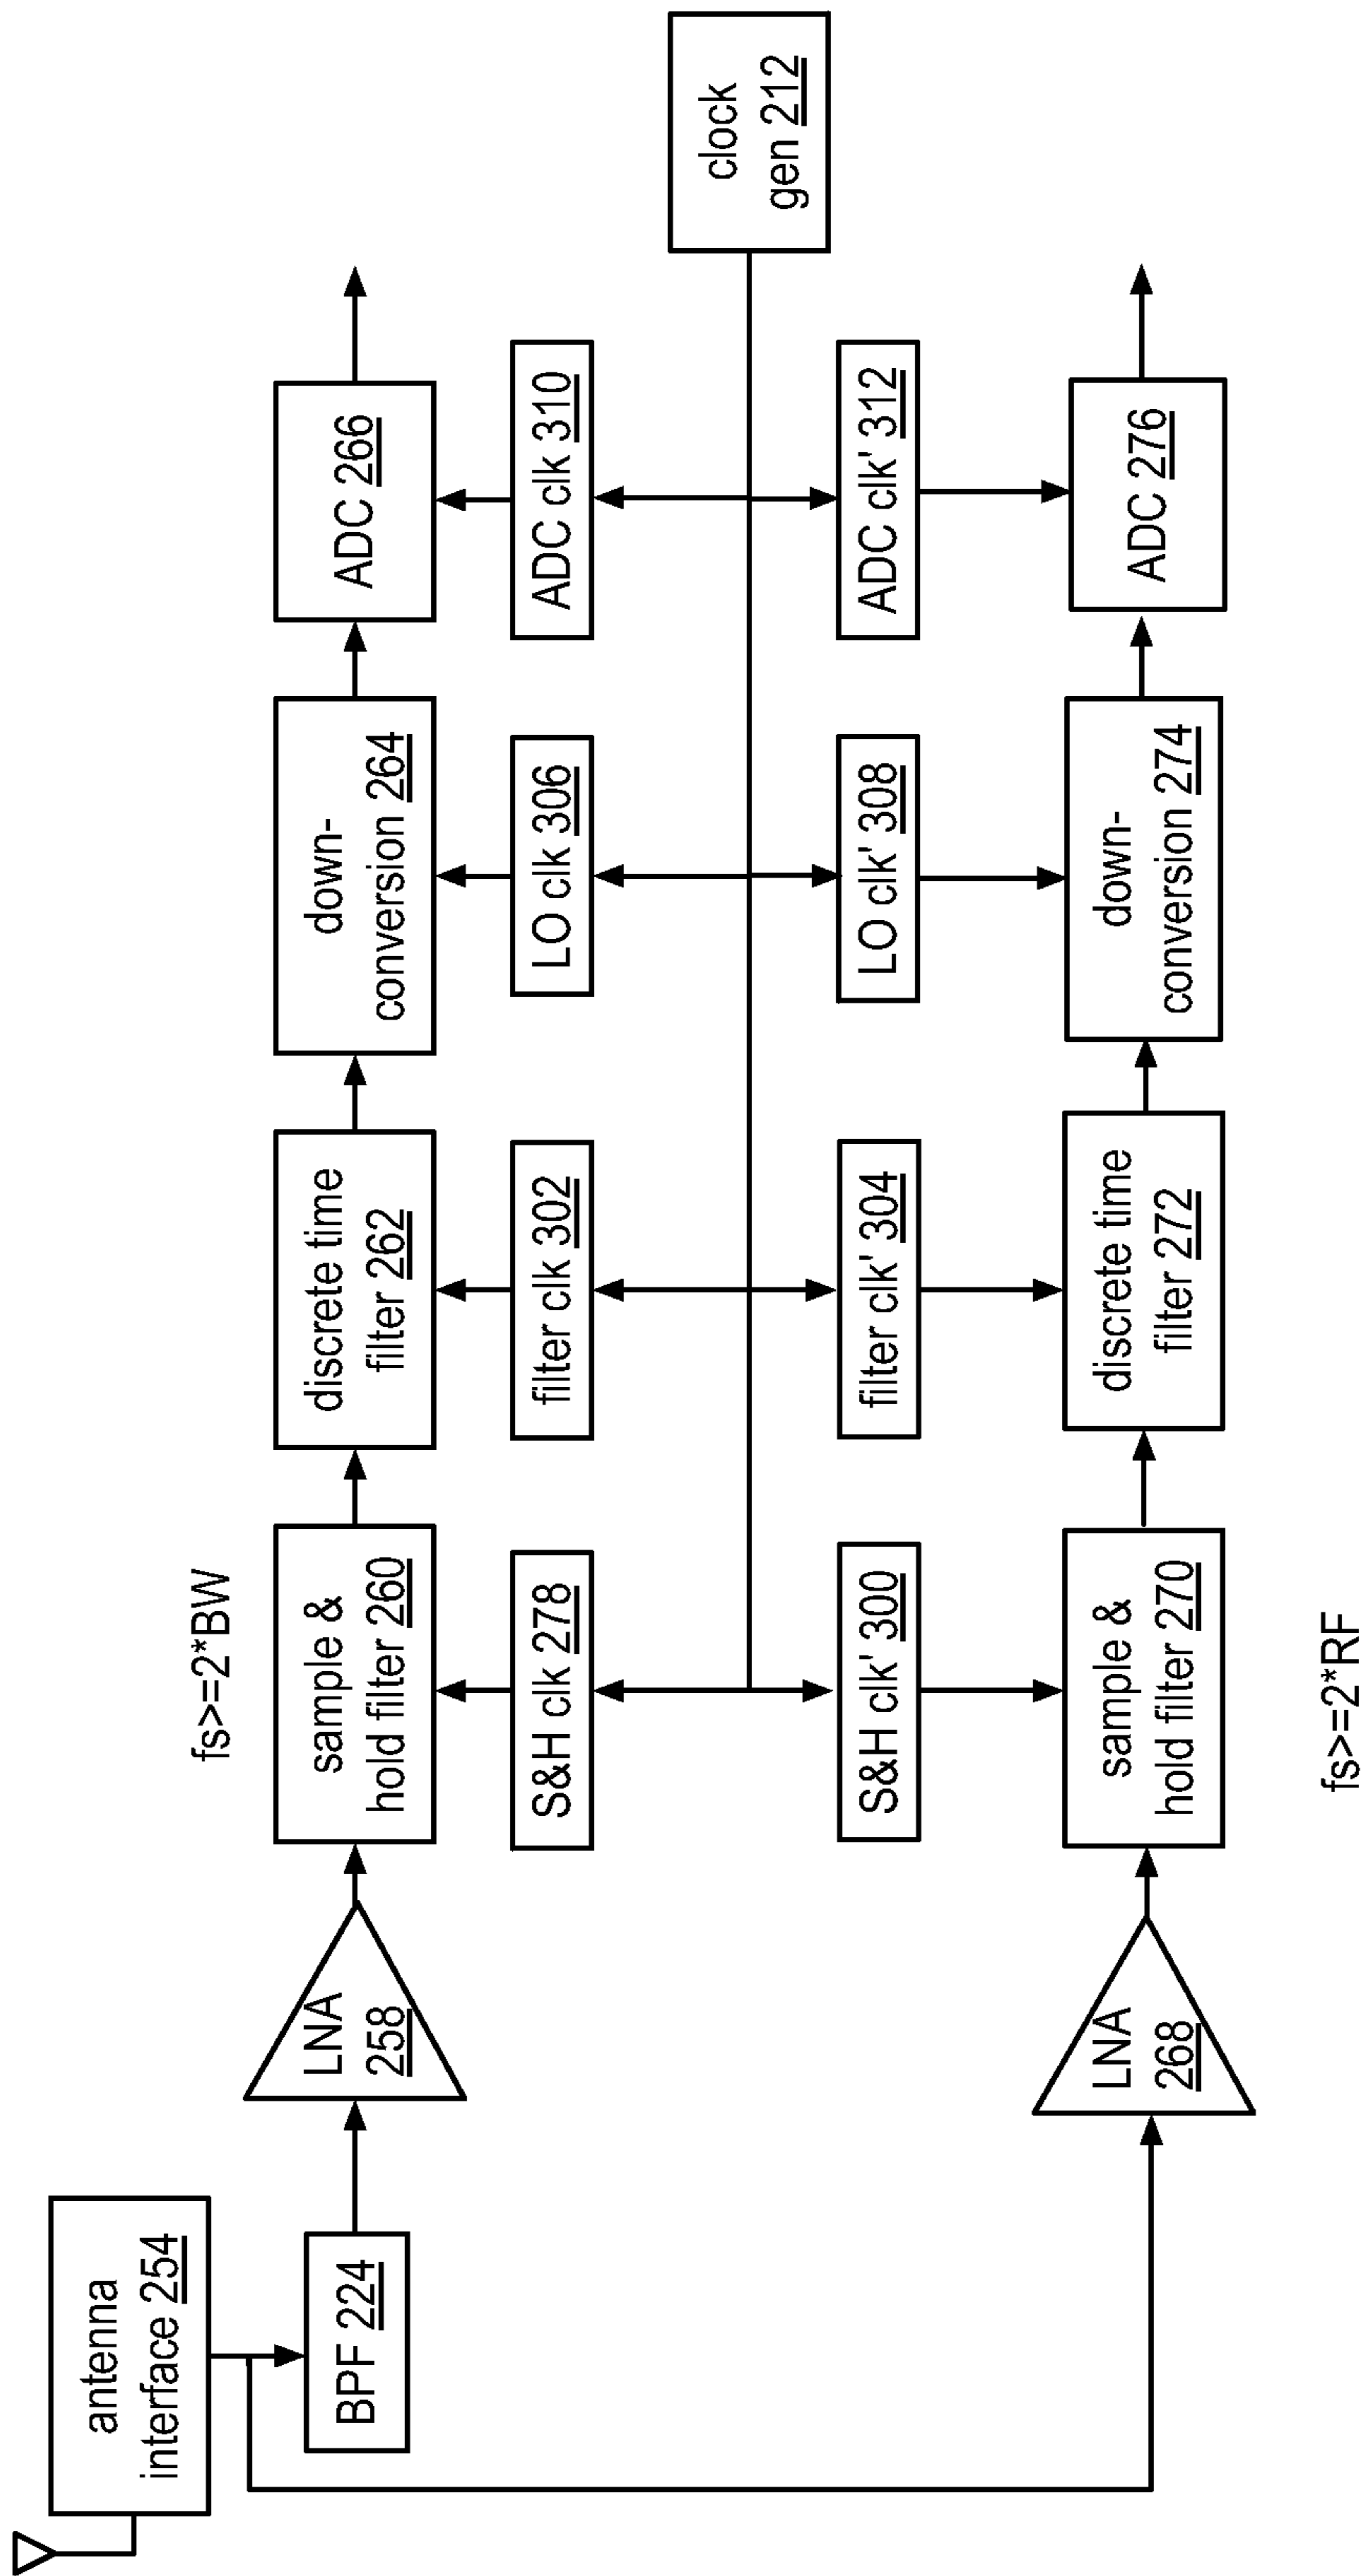 antenna
interface 254
BPF 224
LNA
258
fs>=2*BW
sample &
hold filter 260
discrete time
filter 262
down-
conversion 264
ADC 266
S&H clk 278
filter clk 302
LO clk 306
ADC clk 310
clock
gen 212
S&H clk' 300
filter clk' 304
LO clk' 308
ADC clk' 312
LNA
268
sample &
hold filter 270
discrete time
filter 272
down-
conversion 274
ADC 276
fs>=2*RF